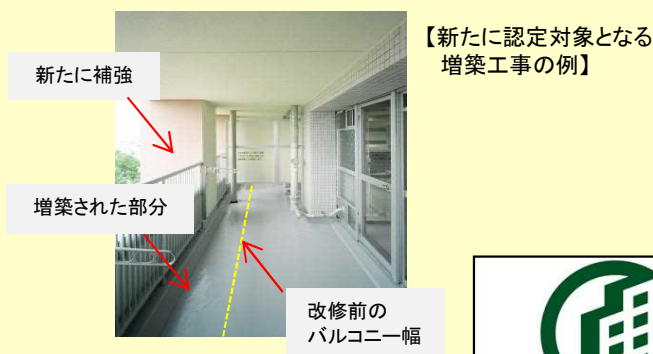 【新たに認定対象となる
増築工事の例】
新たに補強
増築された部分
改修前の
バルコニー幅